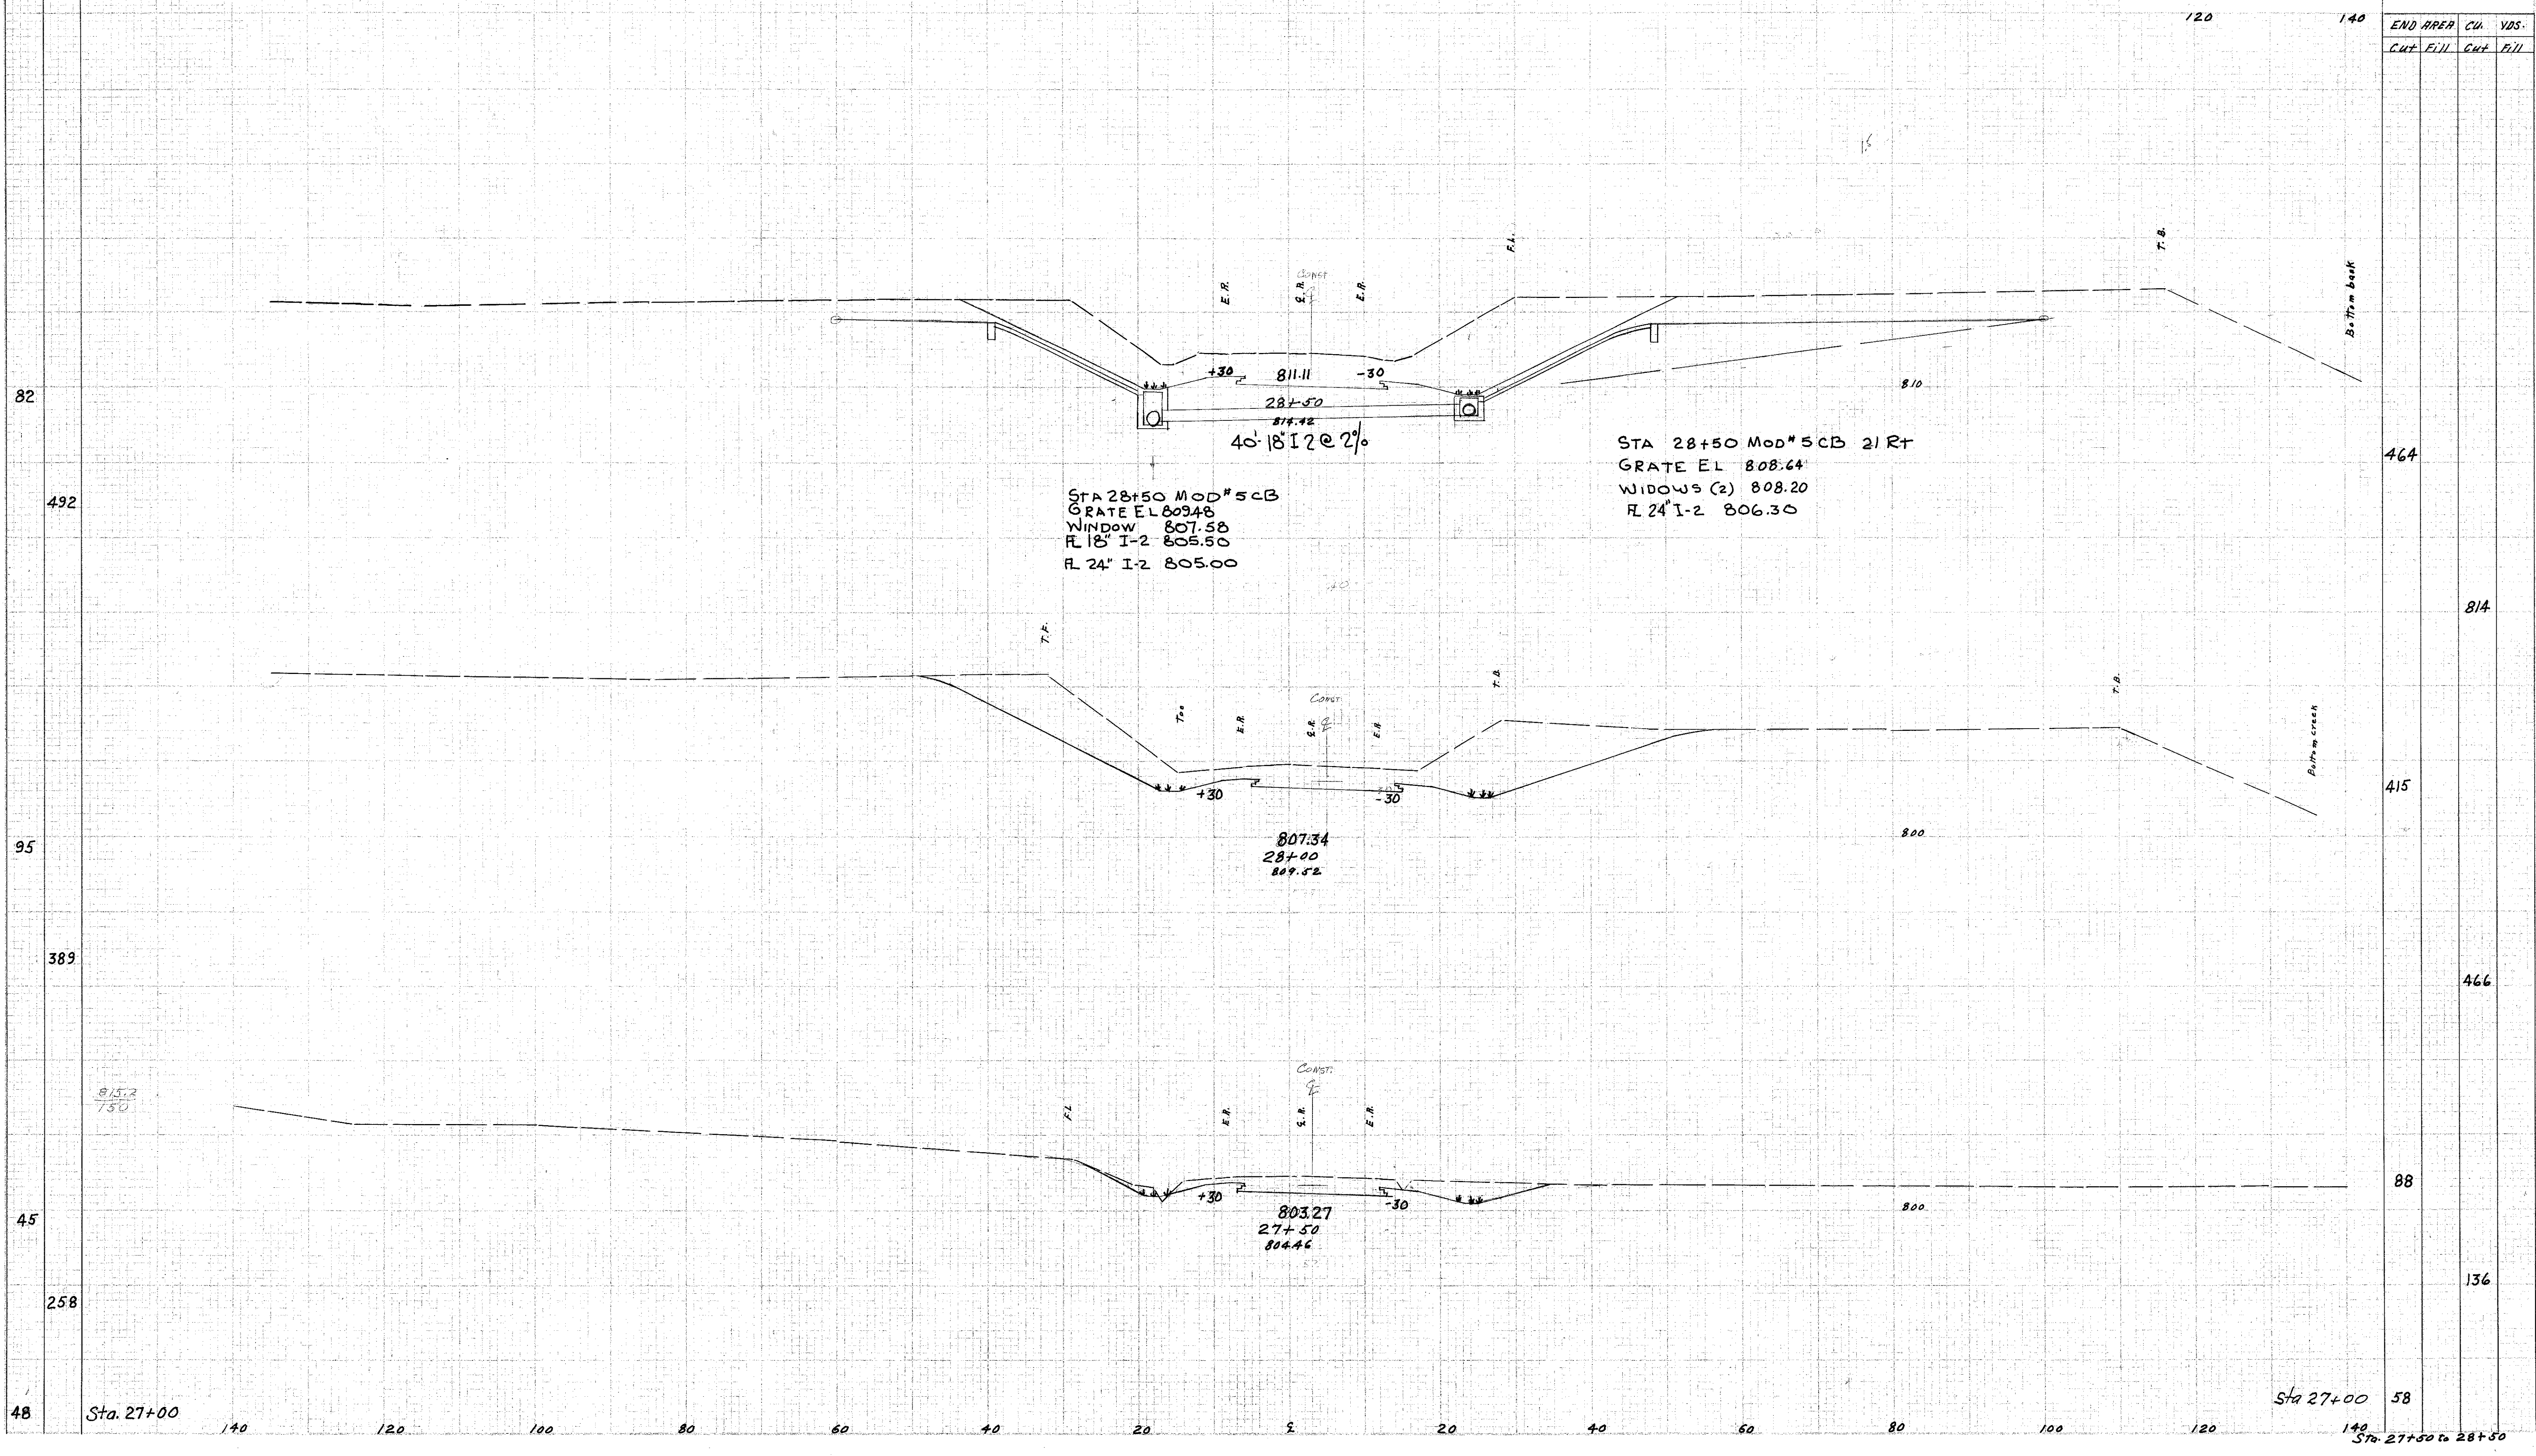 120 140
END AREA CU. YDS.
Cut Fill Cut Fill
Const
E.R.
E.R.
F.L.
T.B.
Bottom bank
+30 811.11 -30
28+50
814.42
40'-18" I 2 @ 2%
810
82
464
STA 28+50 MOD # 5 CB 21 Rt
GRATE EL 808.64
WIDOWS (2) 808.20
FL 24" I-2 806.30
492
STA 28+50 MOD # 5 CB
GRATE EL 809.48
WINDOW 807.58
FL 18" I-2 805.50
FL 24" I-2 805.00
814
T.B.
T.B.
Toe
E.R.
Const.
E.R.
T.B.
Bottom creek
+30 -30
415
800
807.34
28+00
809.52
95
389
466
815.2
150
Const.
F.L
E.R.
E.R.
88
+30 -30
800
803.27
27+50
804.46
45
136
258
48 Sta. 27+00
Sta 27+00 58
140 120 100 80 60 40 20 ℄ 20 40 60 80 100 120 140
Sta. 27+50 to 28+50